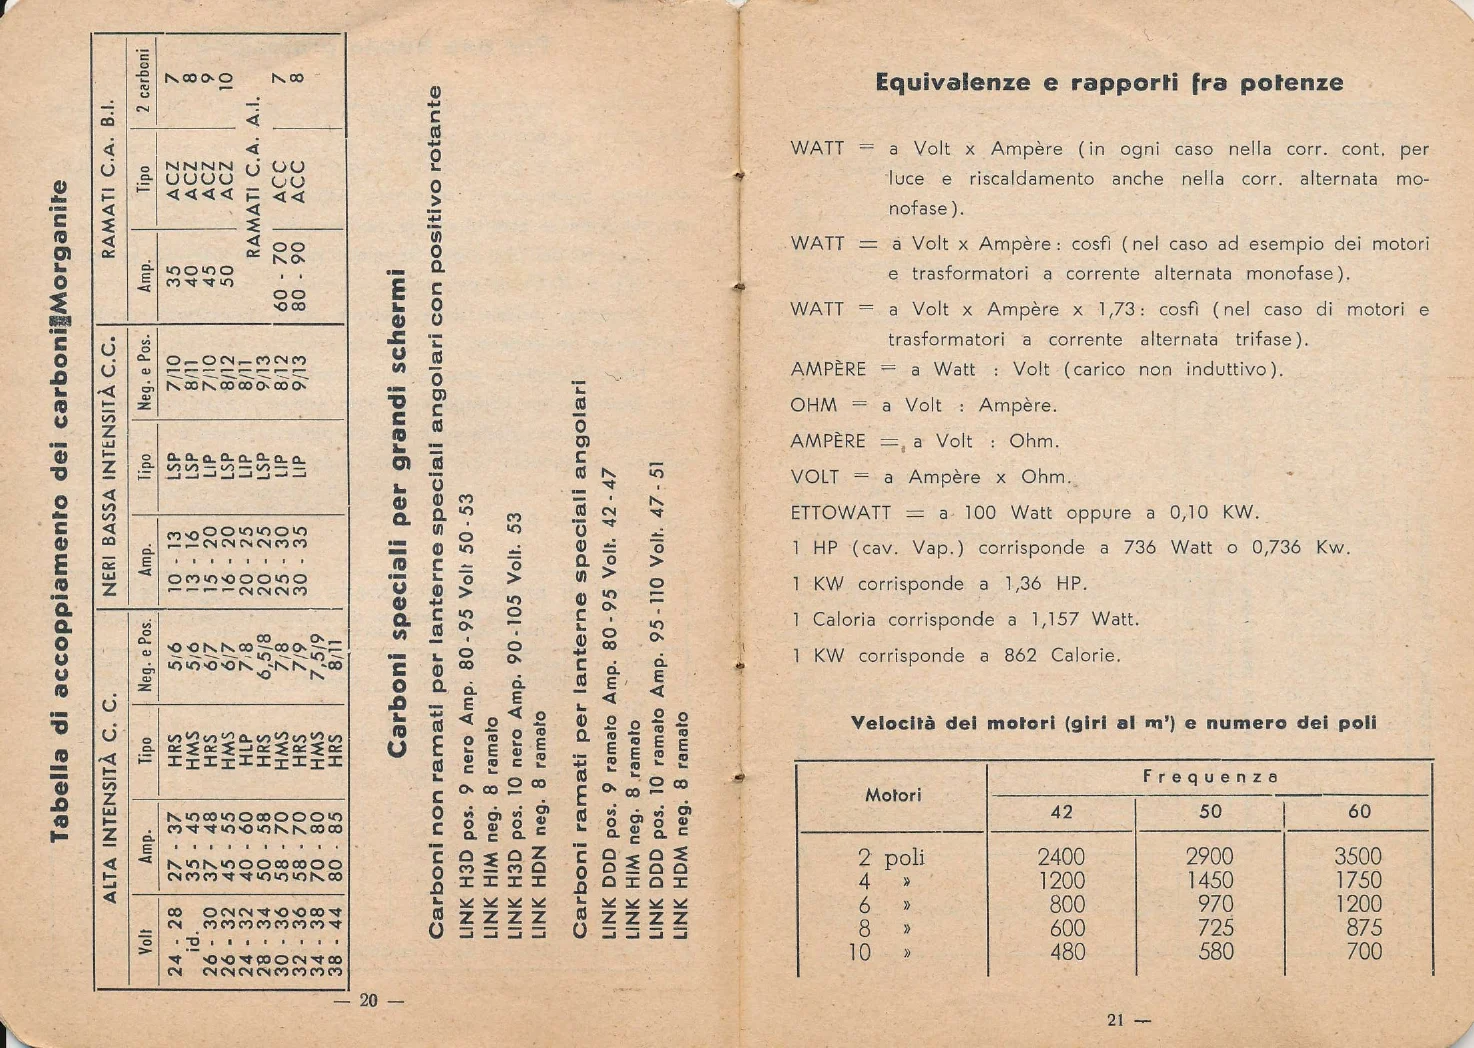 Tabella di accoppiamento dei carboni Morganite
ALTA INTENSITÀ C. C. NERI BASSA INTENSITÀ C.C. RAMATI C.A. B.I.
Volt Amp. Tipo Neg. e Pos. Amp. Tipo Neg. e Pos. Amp. Tipo 2 carboni
24 - 28 27 - 37 HRS 5/6 10 - 13 LSP 7/10 35 ACZ 7
id. 35 - 45 HMS 5/6 13 - 16 LSP 8/11 40 ACZ 8
26 - 30 37 - 48 HRS 6/7 15 - 20 LIP 7/10 45 ACZ 9
26 - 32 45 - 55 HMS 6/7 16 - 20 LSP 8/12 50 ACZ 10
24 - 32 40 - 60 HLP 7/8 20 - 25 LIP 8/11 RAMATI C.A. A.I.
28 - 34 50 - 58 HRS 6,5/8 20 - 25 LSP 9/13
30 - 36 58 - 70 HMS 7/8 25 - 30 LIP 8/12 60 - 70 ACC 7
32 - 36 58 - 70 HRS 7/9 30 - 35 LIP 9/13 80 - 90 ACC 8
34 - 38 70 - 80 HMS 7,5/9
38 - 44 80 - 85 HRS 8/11
Carboni speciali per grandi schermi
Carboni non ramati per lanterne speciali angolari con positivo rotante
LINK H3D pos. 9 nero Amp. 80 - 95 Volt 50 - 53
LINK HIM neg. 8 ramato
LINK H3D pos. 10 nero Amp. 90 - 105 Volt. 53
LINK HDN neg. 8 ramato
Carboni ramati per lanterne speciali angolari
LINK DDD pos. 9 ramato Amp. 80 - 95 Volt. 42 - 47
LINK HIM neg. 8 ramato
LINK DDD pos. 10 ramato Amp. 95 - 110 Volt. 47 - 51
LINK HDM neg. 8 ramato
— 20 —
Equivalenze e rapporti fra potenze
WATT = a Volt x Ampère (in ogni caso nella corr. cont. per
luce e riscaldamento anche nella corr. alternata mo-
nofase).
WATT = a Volt x Ampère : cosfi (nel caso ad esempio dei motori
e trasformatori a corrente alternata monofase).
WATT = a Volt x Ampère x 1,73 : cosfi (nel caso di motori e
trasformatori a corrente alternata trifase).
AMPÈRE = a Watt : Volt (carico non induttivo).
OHM = a Volt : Ampère.
AMPÈRE = a Volt : Ohm.
VOLT = a Ampère x Ohm.
ETTOWATT = a 100 Watt oppure a 0,10 KW.
1 HP (cav. Vap.) corrisponde a 736 Watt o 0,736 Kw.
1 KW corrisponde a 1,36 HP.
1 Caloria corrisponde a 1,157 Watt.
1 KW corrisponde a 862 Calorie.
Velocità dei motori (giri al m') e numero dei poli
Motori Frequenza
42 50 60
2 poli 2400 2900 3500
4 » 1200 1450 1750
6 » 800 970 1200
8 » 600 725 875
10 » 480 580 700
21 —